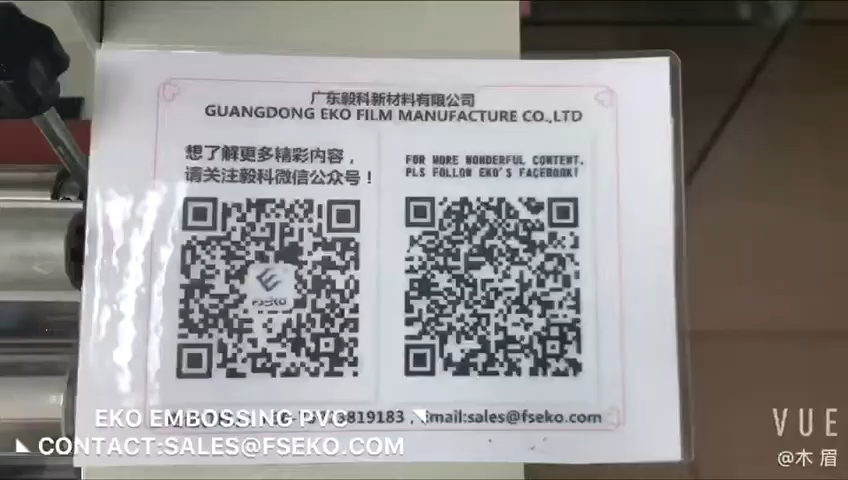 广东毅科新材料有限公司
GUANGDONG EKO FILM MANUFACTURE CO.,LTD
想了解更多精彩内容，
请关注毅科微信公众号！
FOR MORE WONDERFUL CONTENT,
PLS FOLLOW EKO'S FACEBOOK!
FSEKO
3819183 , Email:sales@fseko.com
EKO EMBOSSING PVC
CONTACT:SALES@FSEKO.COM
VUE
@木 眉